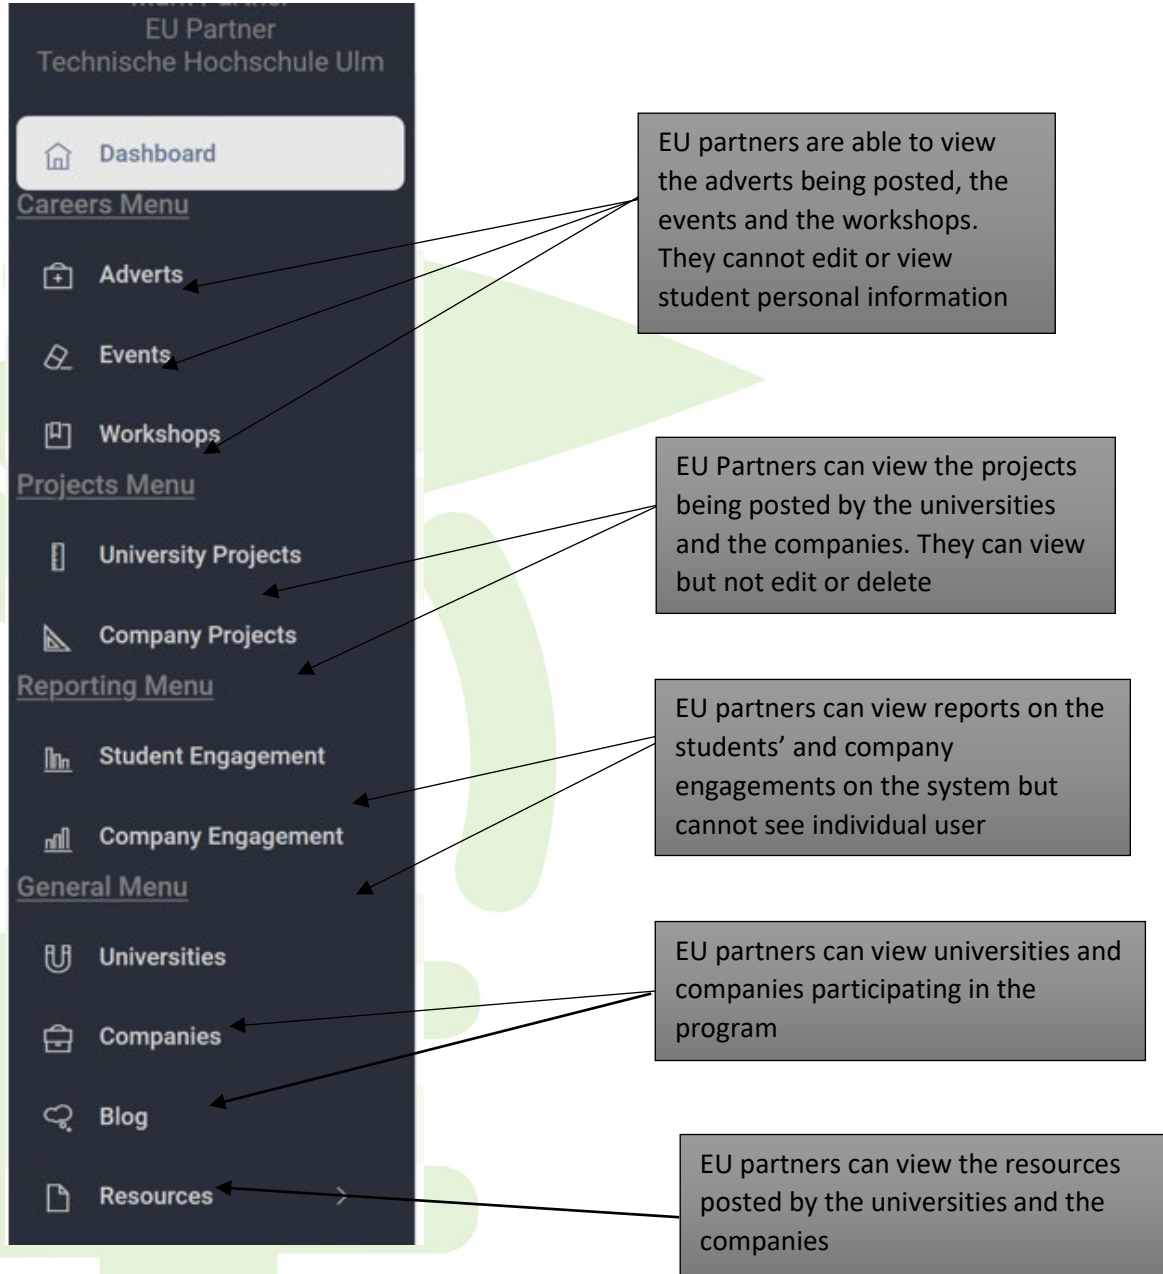 EU Partner
Technische Hochschule Ulm
Dashboard
Careers Menu
Adverts
Events
Workshops
Projects Menu
University Projects
Company Projects
Reporting Menu
Student Engagement
Company Engagement
General Menu
Universities
Companies
Blog
Resources
EU partners are able to view
the adverts being posted, the
events and the workshops.
They cannot edit or view
student personal information
EU Partners can view the projects
being posted by the universities
and the companies. They can view
but not edit or delete
EU partners can view reports on the
students’ and company
engagements on the system but
cannot see individual user
EU partners can view universities and
companies participating in the
program
EU partners can view the resources
posted by the universities and the
companies